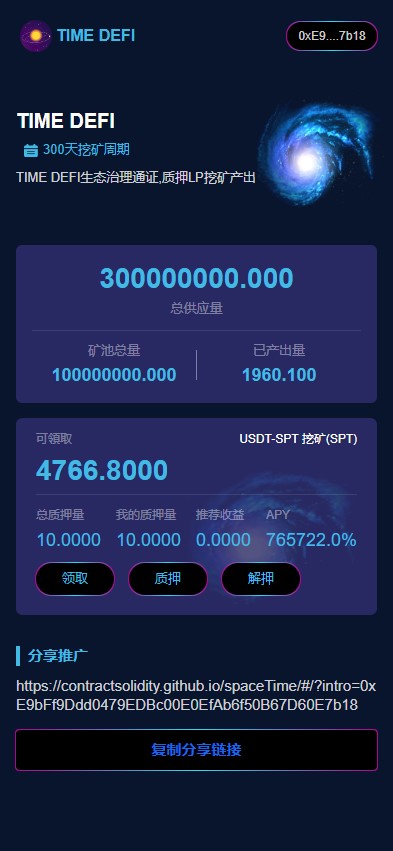 TIME DEFI
0xE9....7b18
TIME DEFI
300天挖矿周期
TIME DEFI生态治理通证,质押LP挖矿产出
300000000.000
总供应量
矿池总量 已产出量
100000000.000 1960.100
可領取 USDT-SPT 挖矿(SPT)
4766.8000
总质押量 我的质押量 推荐收益 APY
10.0000 10.0000 0.0000 765722.0%
领取 质押 解押
分享推广
https://contractsolidity.github.io/spaceTime/#/?intro=0x
E9bFf9Ddd0479EDBc00E0EfAb6f50B67D60E7b18
复制分享链接